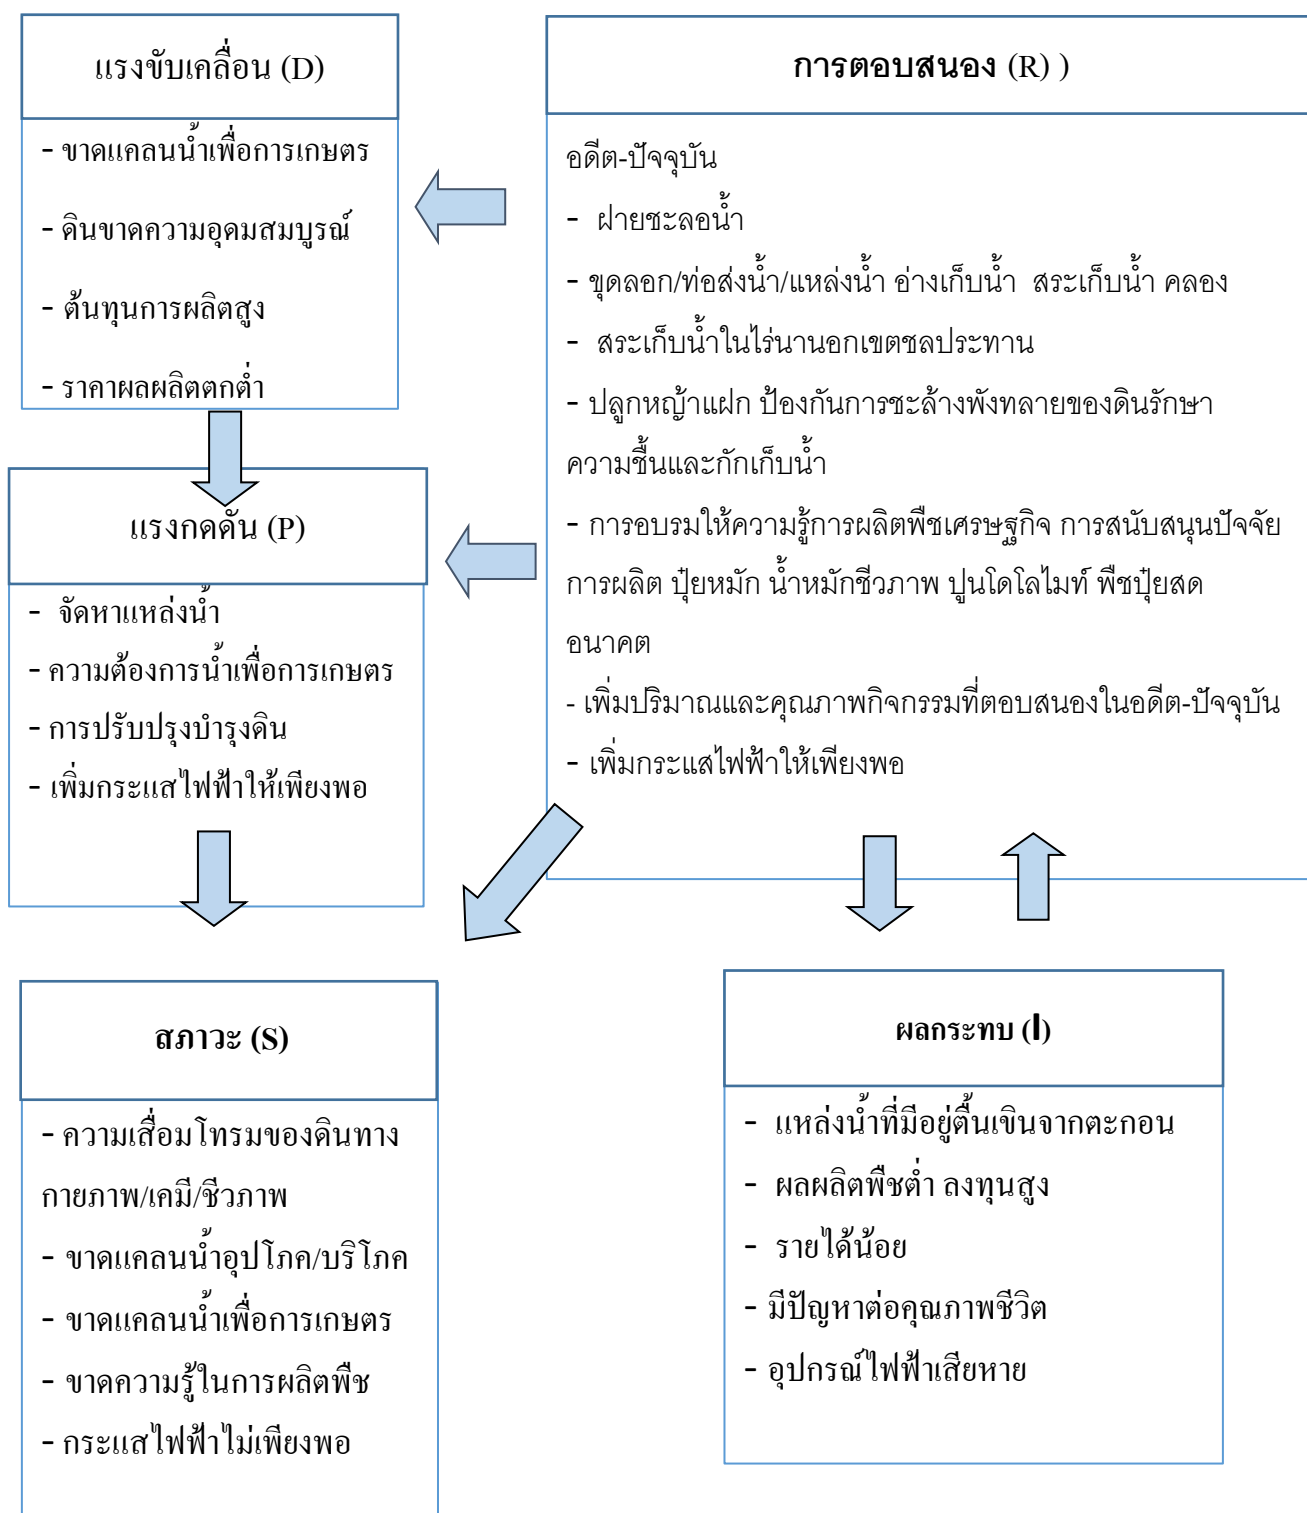 แรงขับเคลื่อน (D)
- ขาดแคลนน้ำเพื่อการเกษตร
- ดินขาดความอุดมสมบูรณ์
- ต้นทุนการผลิตสูง
- ราคาผลผลิตตกต่ำ
แรงกดดัน (P)
- จัดหาแหล่งน้ำ
- ความต้องการน้ำเพื่อการเกษตร
- การปรับปรุงบำรุงดิน
- เพิ่มกระแสไฟฟ้าให้เพียงพอ
การตอบสนอง (R) )
อดีต-ปัจจุบัน
- ฝายชะลอน้ำ
- ขุดลอก/ท่อส่งน้ำ/แหล่งน้ำ อ่างเก็บน้ำ สระเก็บน้ำ คลอง
- สระเก็บน้ำในไร่นานอกเขตชลประทาน
- ปลูกหญ้าแฝก ป้องกันการชะล้างพังทลายของดินรักษา
ความชื้นและกักเก็บน้ำ
- การอบรมให้ความรู้การผลิตพืชเศรษฐกิจ การสนับสนุนปัจจัย
การผลิต ปุ๋ยหมัก น้ำหมักชีวภาพ ปูนโดโลไมท์ พืชปุ๋ยสด
อนาคต
- เพิ่มปริมาณและคุณภาพกิจกรรมที่ตอบสนองในอดีต-ปัจจุบัน
- เพิ่มกระแสไฟฟ้าให้เพียงพอ
สภาวะ (S)
- ความเสื่อมโทรมของดินทาง
กายภาพ/เคมี/ชีวภาพ
- ขาดแคลนน้ำอุปโภค/บริโภค
- ขาดแคลนน้ำเพื่อการเกษตร
- ขาดความรู้ในการผลิตพืช
- กระแสไฟฟ้าไม่เพียงพอ
ผลกระทบ (I)
- แหล่งน้ำที่มีอยู่ตื้นเขินจากตะกอน
- ผลผลิตพืชต่ำ ลงทุนสูง
- รายได้น้อย
- มีปัญหาต่อคุณภาพชีวิต
- อุปกรณ์ไฟฟ้าเสียหาย